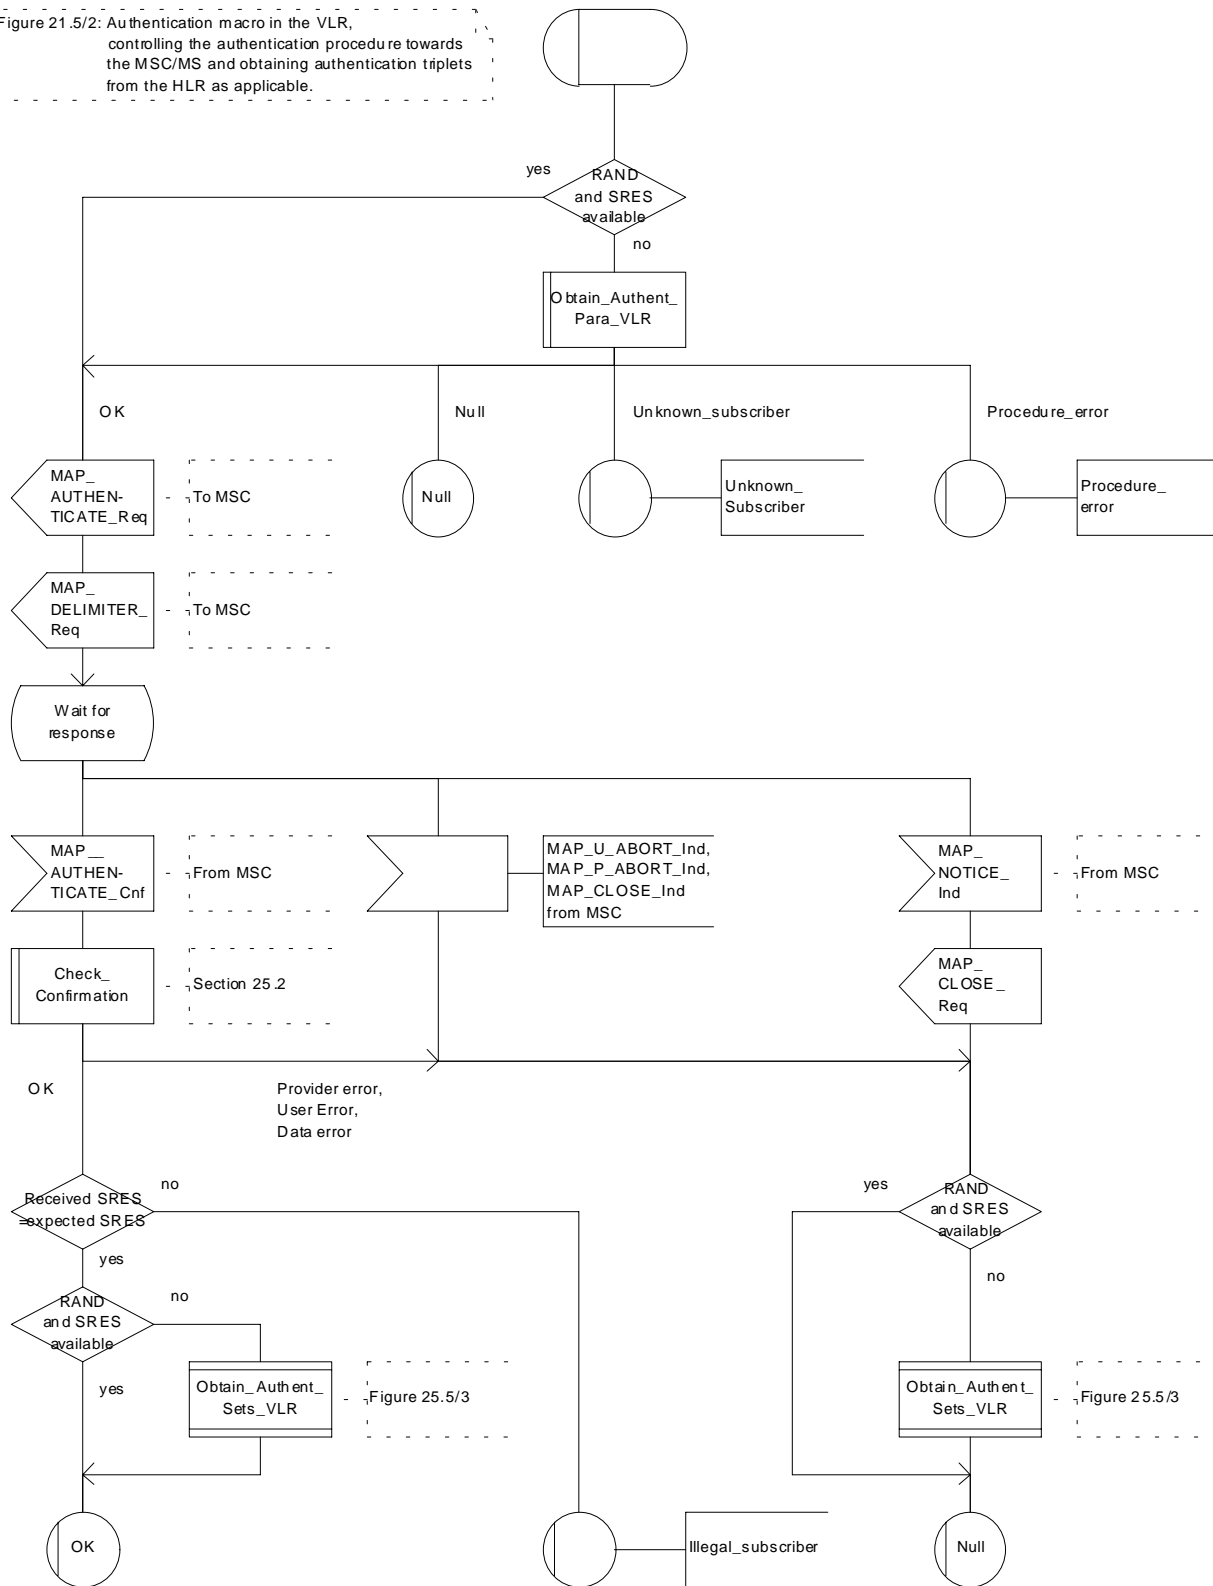 Figure 21.5/2: Authentication macro in the VLR,
controlling the authentication procedure towards
the MSC/MS and obtaining authentication triplets
from the HLR as applicable.
yes
RAND
and SRES
available
no
Obtain_Authent_
Para_VLR
OK
Null
Unknown_subscriber
Procedure_error
MAP_
AUTHEN-
TICATE_Req
To MSC
Null
Unknown_
Subscriber
Procedure_
error
MAP_
DELIMITER_
Req
To MSC
Wait for
response
MAP__
AUTHEN-
TICATE_Cnf
From MSC
MAP_U_ABORT_Ind,
MAP_P_ABORT_Ind,
MAP_CLOSE_Ind
from MSC
MAP_
NOTICE_
Ind
From MSC
Check_
Confirmation
Section 25.2
MAP_
CLOSE_
Req
OK
Provider error,
User Error,
Data error
Received SRES
=expected SRES
no
yes
yes
RAND
and SRES
available
no
RAND
and SRES
available
no
yes
Obtain_Authent_
Sets_VLR
Figure 25.5/3
Obtain_Authent_
Sets_VLR
Figure 25.5/3
OK
Illegal_subscriber
Null